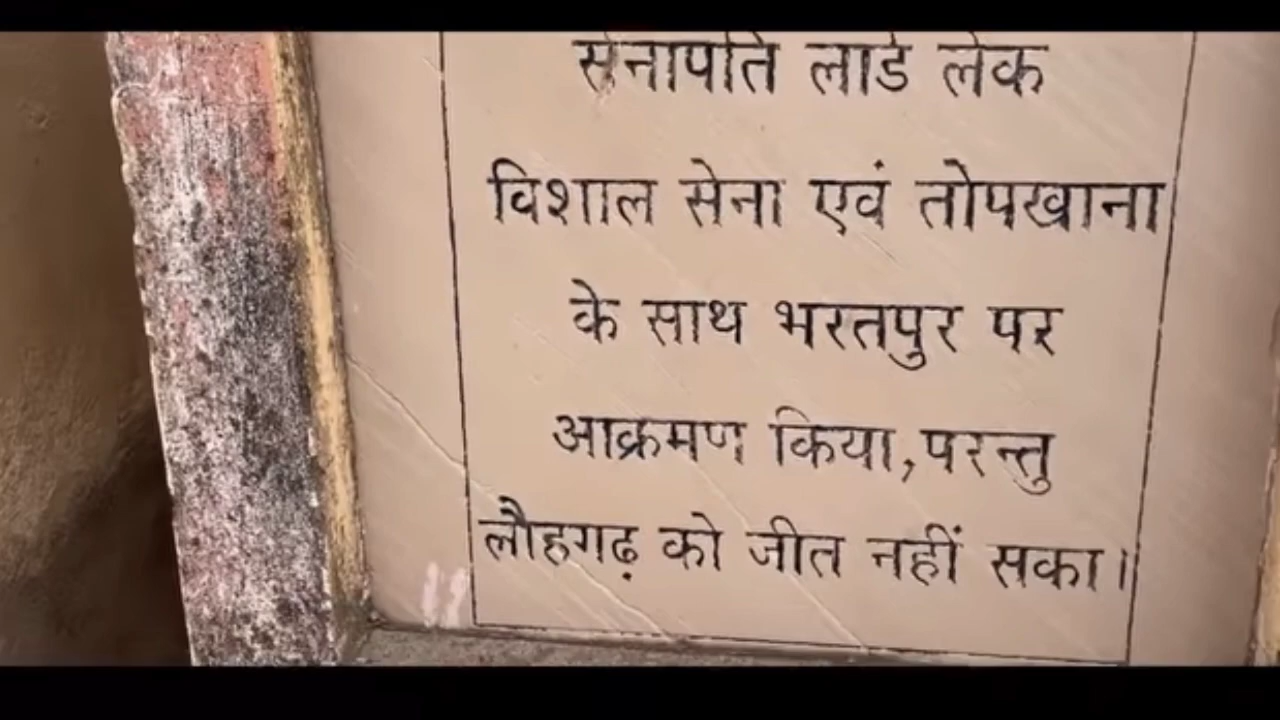 सेनापति लार्ड लेक
विशाल सेना एवं तोपखाना
के साथ भरतपुर पर
आक्रमण किया,परन्तु
लौहगढ़ को जीत नहीं सका।